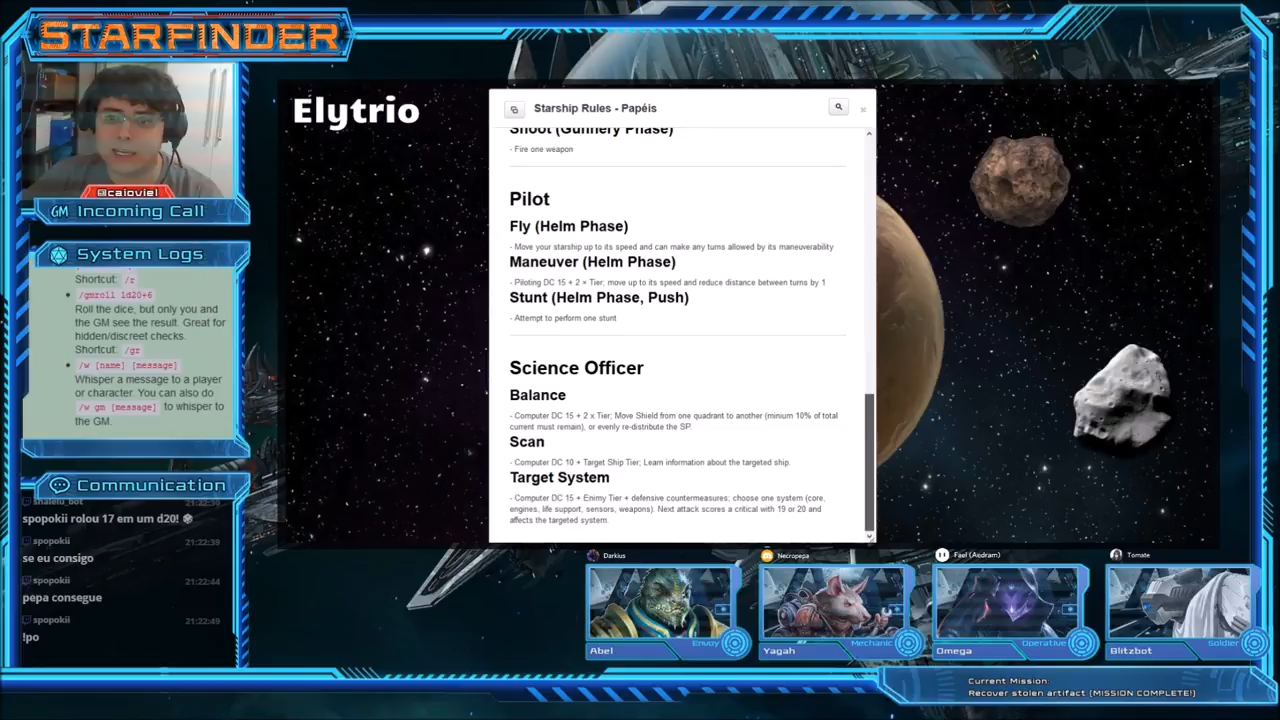 STARFINDER
@caioviel
GM Incoming Call
System Logs
Shortcut: /r
/gmroll 1d20+6
Roll the dice, but only you and
the GM see the result. Great for
hidden/discreet checks.
Shortcut: /gr
/w [name] [message]
Whisper a message to a player
or character. You can also do
/w gm [message] to whisper to
the GM.
Communication
shalelu_bot 21:22:39
spopokii rolou 17 em um d20!
spopokii 21:22:39
se eu consigo
spopokii 21:22:44
pepa consegue
spopokii 21:22:49
!po
Elytrio
Starship Rules - Papéis
Shoot (Gunnery Phase)
- Fire one weapon
Pilot
Fly (Helm Phase)
- Move your starship up to its speed and can make any turns allowed by its maneuverability
Maneuver (Helm Phase)
- Piloting DC 15 + 2 × Tier; move up to its speed and reduce distance between turns by 1
Stunt (Helm Phase, Push)
- Attempt to perform one stunt
Science Officer
Balance
- Computer DC 15 + 2 x Tier; Move Shield from one quadrant to another (minium 10% of total
current must remain), or evenly re-distribute the SP.
Scan
- Computer DC 10 + Target Ship Tier; Learn information about the targeted ship.
Target System
- Computer DC 15 + Enimy Tier + defensive countermeasures; choose one system (core,
engines, life support, sensors, weapons). Next attack scores a critical with 19 or 20 and
affects the targeted system.
Darkius
Envoy
Abel
Necropepa
Mechanic
Yagah
Fael (Aedram)
Operative
Omega
Tomate
Soldier
Blitzbot
Current Mission:
Recover stolen artifact (MISSION COMPLETE!)